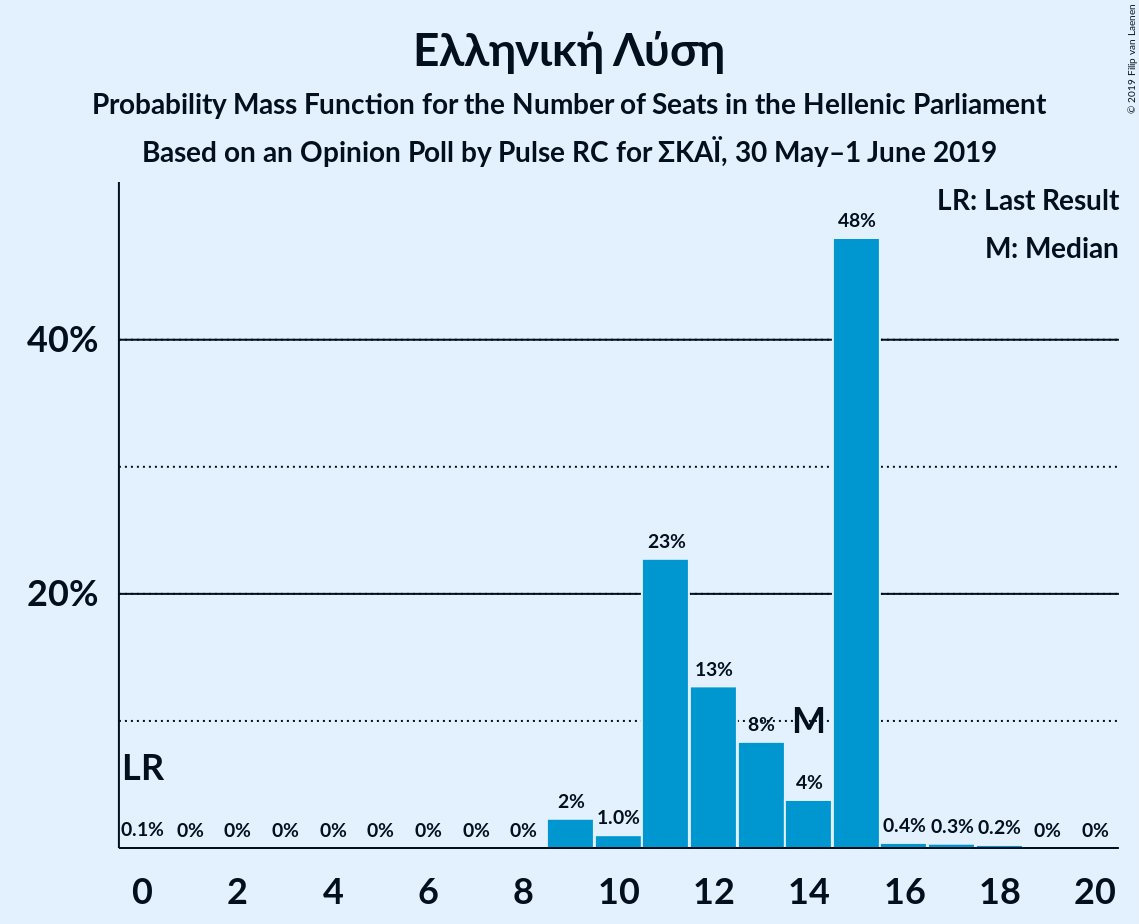 Ελληνική Λύση
Probability Mass Function for the Number of Seats in the Hellenic Parliament
Based on an Opinion Poll by Pulse RC for ΣΚΑΪ, 30 May–1 June 2019
© 2019 Filip van Laenen
LR: Last Result
M: Median
48%
40%
23%
20%
13%
8%
M
4%
LR
2%
1.0%
0.1% 0% 0% 0% 0% 0% 0% 0% 0% 0.4% 0.3% 0.2% 0% 0%
0 2 4 6 8 10 12 14 16 18 20